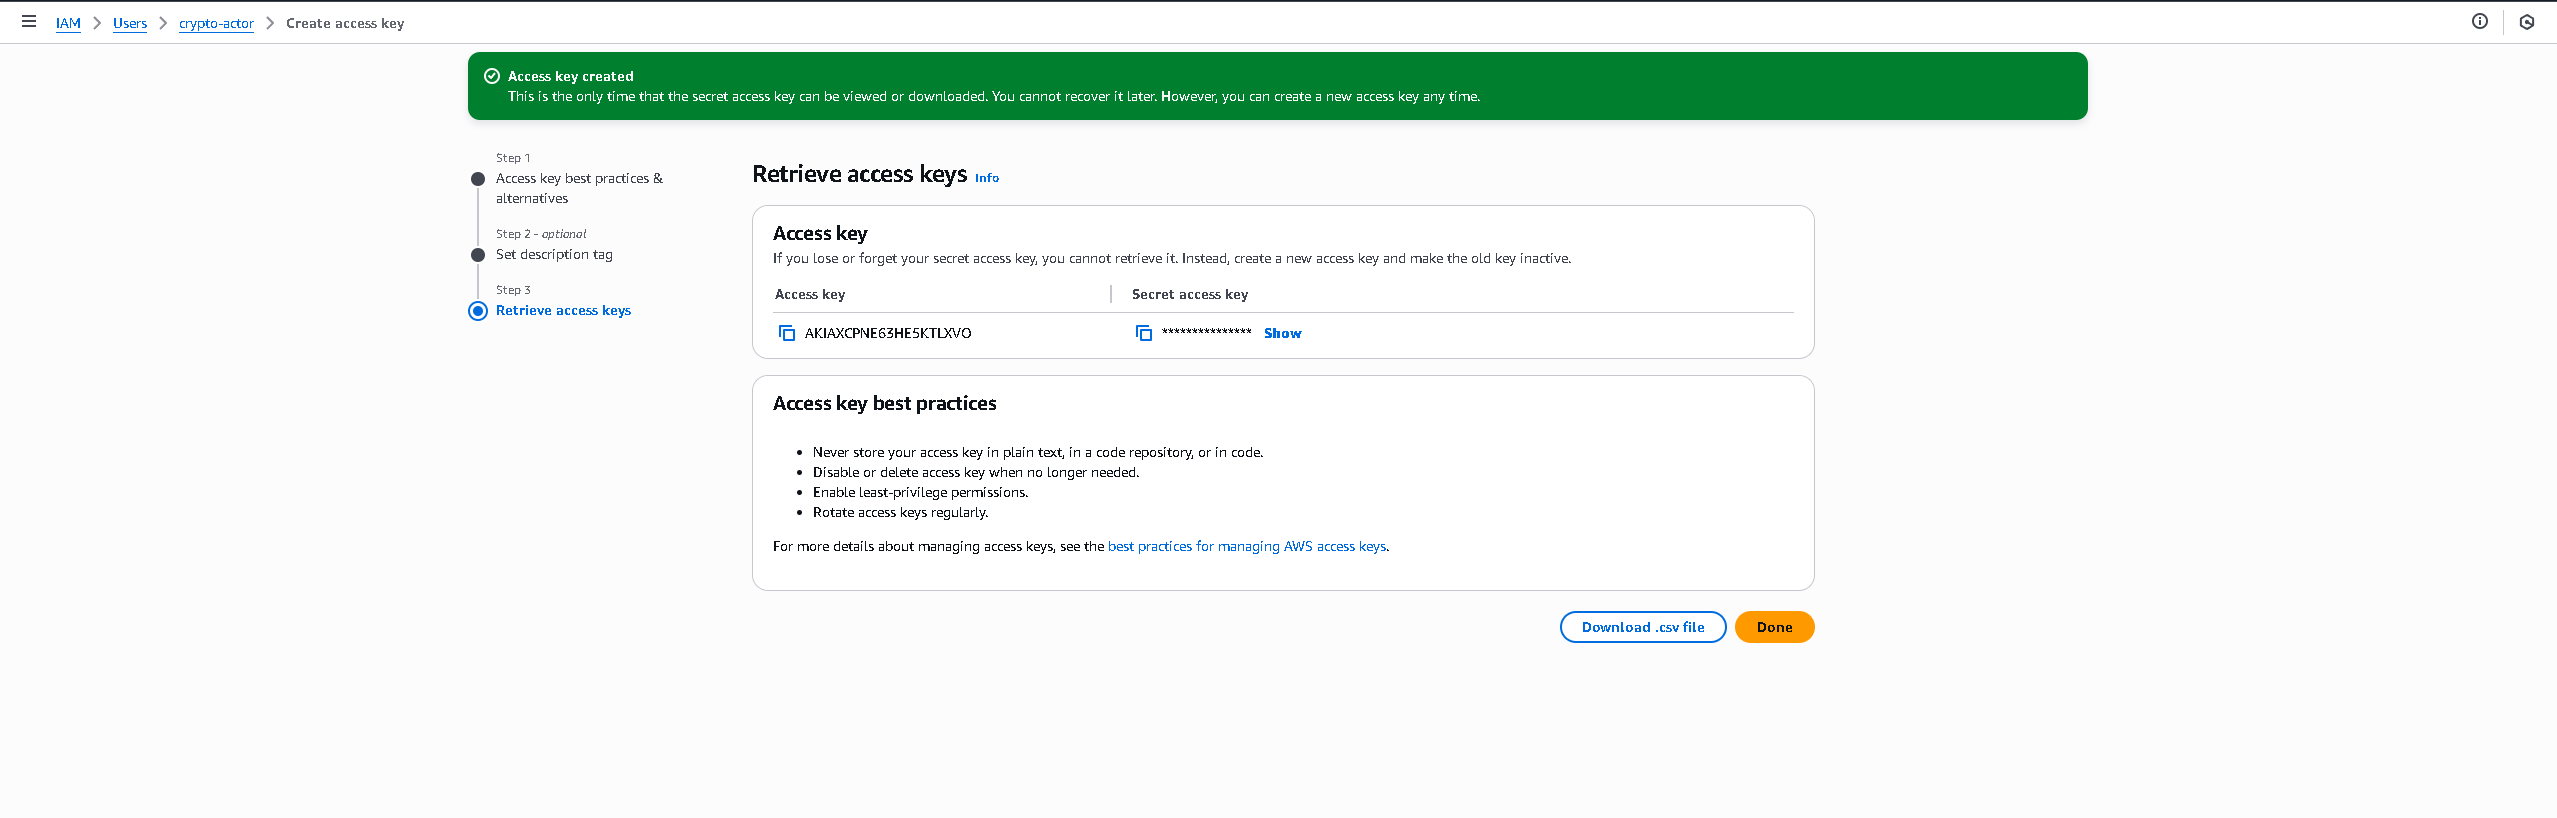 IAM > Users > crypto-actor > Create access key
Access key created
This is the only time that the secret access key can be viewed or downloaded. You cannot recover it later. However, you can create a new access key any time.
Step 1
Access key best practices &
alternatives
Step 2 - optional
Set description tag
Step 3
Retrieve access keys
Retrieve access keys Info
Access key
If you lose or forget your secret access key, you cannot retrieve it. Instead, create a new access key and make the old key inactive.
Access key Secret access key
AKIAXCPNE63HE5KTLXVO *************** Show
Access key best practices
• Never store your access key in plain text, in a code repository, or in code.
• Disable or delete access key when no longer needed.
• Enable least-privilege permissions.
• Rotate access keys regularly.
For more details about managing access keys, see the best practices for managing AWS access keys.
Download .csv file Done